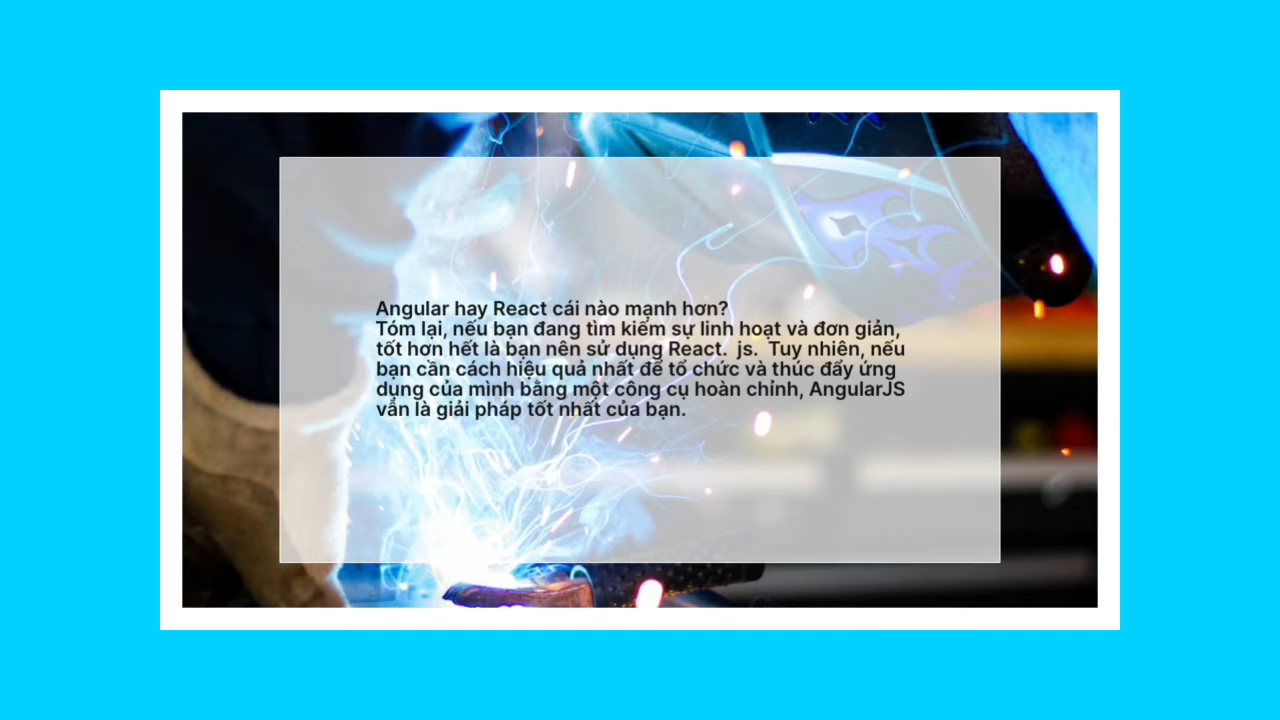 Angular hay React cái nào mạnh hơn?
Tóm lại, nếu bạn đang tìm kiếm sự linh hoạt và đơn giản,
tốt hơn hết là bạn nên sử dụng React.  js.  Tuy nhiên, nếu
bạn cần cách hiệu quả nhất để tổ chức và thúc đẩy ứng
dụng của mình bằng một công cụ hoàn chỉnh, AngularJS
vẫn là giải pháp tốt nhất của bạn.